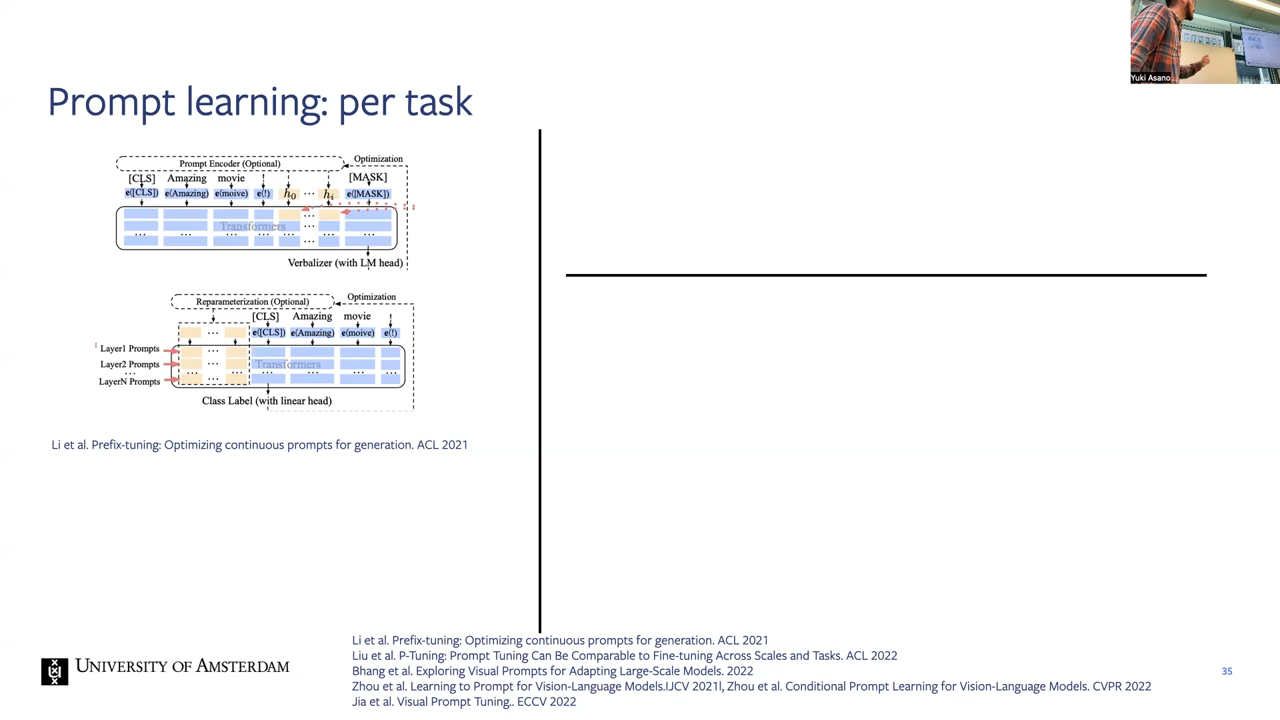 Yuki Asano
Prompt learning: per task
Prompt Encoder (Optional)
Optimization
[CLS] Amazing movie ! [MASK]
e([CLS]) e(Amazing) e(moive) e(!) h0 ... hi e([MASK])
...
Transformers
... ... ... ... ... ...
Verbalizer (with LM head)
Reparameterization (Optional)
Optimization
[CLS] Amazing movie !
... e([CLS]) e(Amazing) e(moive) e(!)
Layer1 Prompts ...
Layer2 Prompts ... Transformers
... ... ... ... ... ... ...
LayerN Prompts
Class Label (with linear head)
Li et al. Prefix-tuning: Optimizing continuous prompts for generation. ACL 2021
Li et al. Prefix-tuning: Optimizing continuous prompts for generation. ACL 2021
Liu et al. P-Tuning: Prompt Tuning Can Be Comparable to Fine-tuning Across Scales and Tasks. ACL 2022
Bhang et al. Exploring Visual Prompts for Adapting Large-Scale Models. 2022
Zhou et al. Learning to Prompt for Vision-Language Models.IJCV 2021l, Zhou et al. Conditional Prompt Learning for Vision-Language Models. CVPR 2022
Jia et al. Visual Prompt Tuning.. ECCV 2022
UNIVERSITY OF AMSTERDAM
35